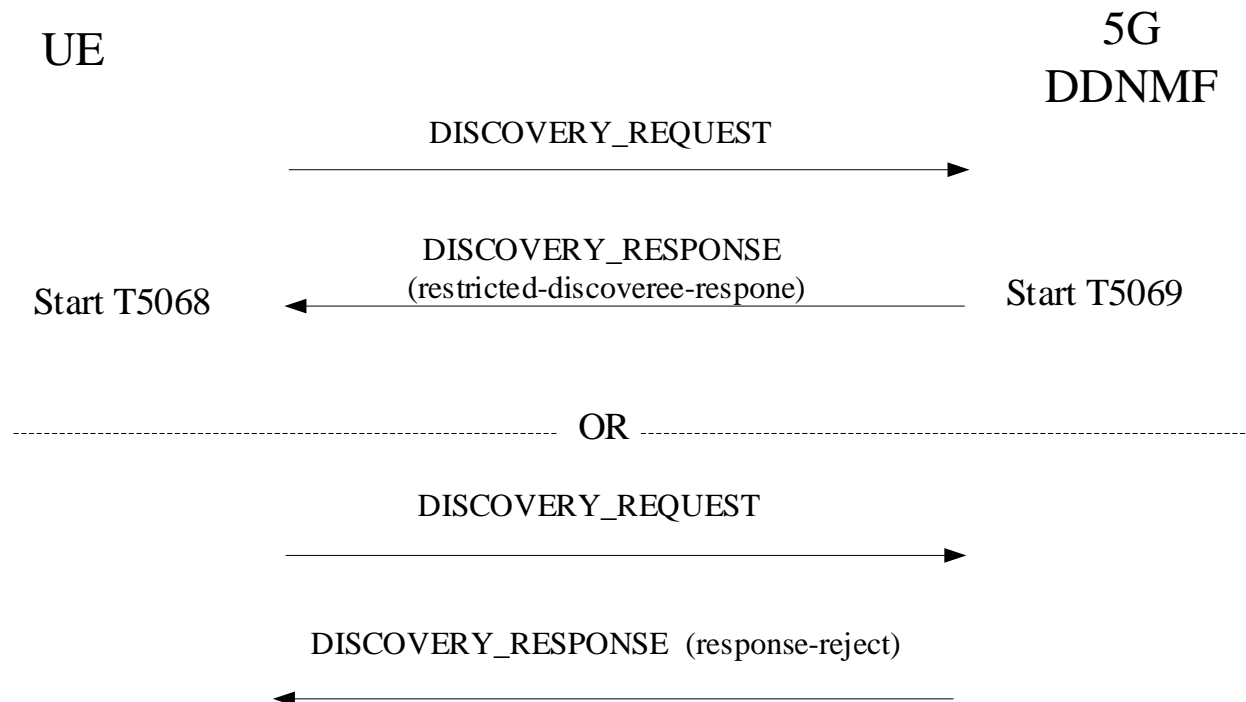 UE
5G
DDNMF
DISCOVERY_REQUEST
DISCOVERY_RESPONSE
(restricted-discoveree-respone)
Start T5068
Start T5069
OR
DISCOVERY_REQUEST
DISCOVERY_RESPONSE (response-reject)